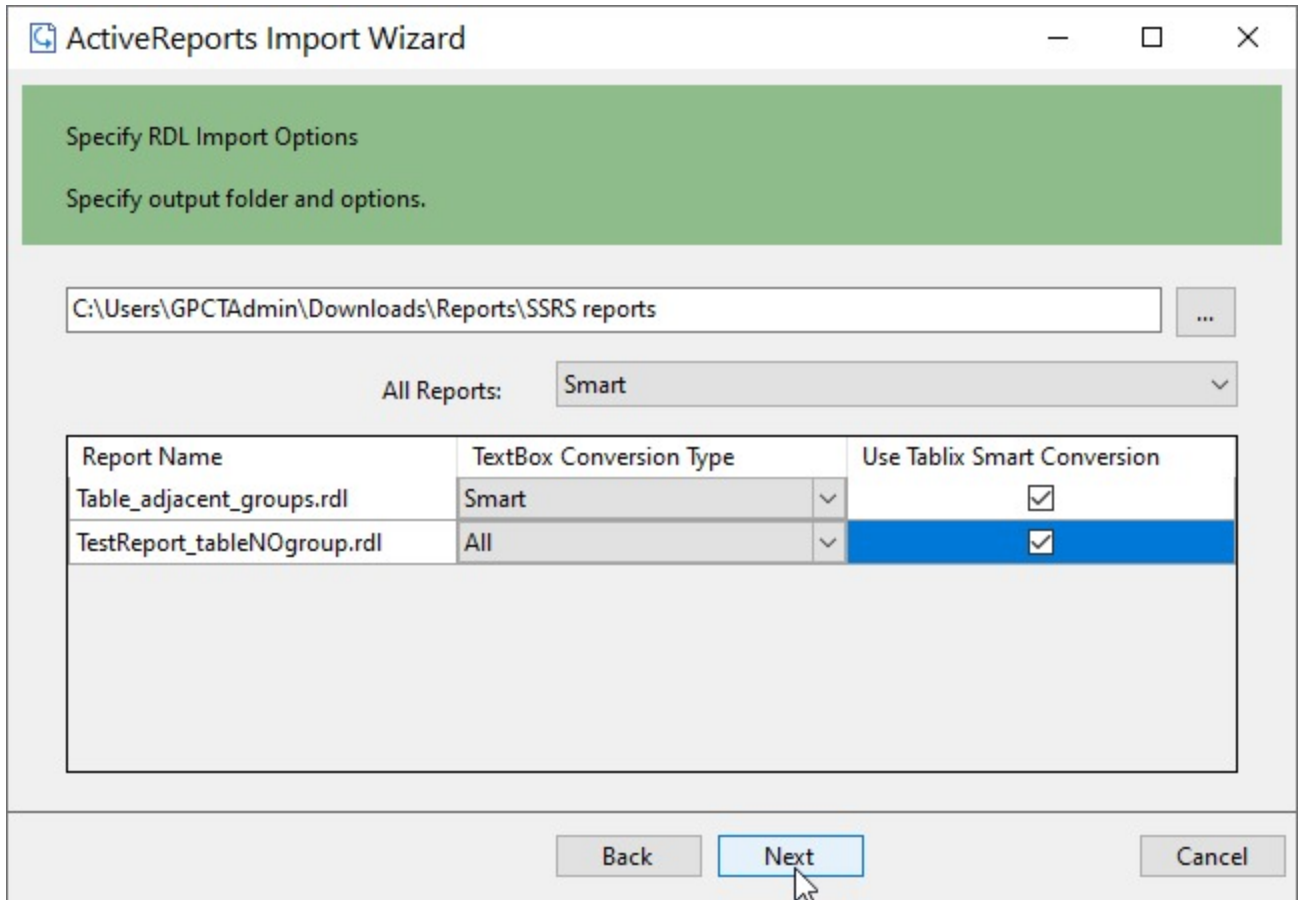 ActiveReports Import Wizard
Specify RDL Import Options
Specify output folder and options.
C:\Users\GPCTAdmin\Downloads\Reports\SSRS reports
...
All Reports: Smart
Report Name TextBox Conversion Type Use Tablix Smart Conversion
Table_adjacent_groups.rdl Smart
TestReport_tableNOgroup.rdl All
Back Next Cancel